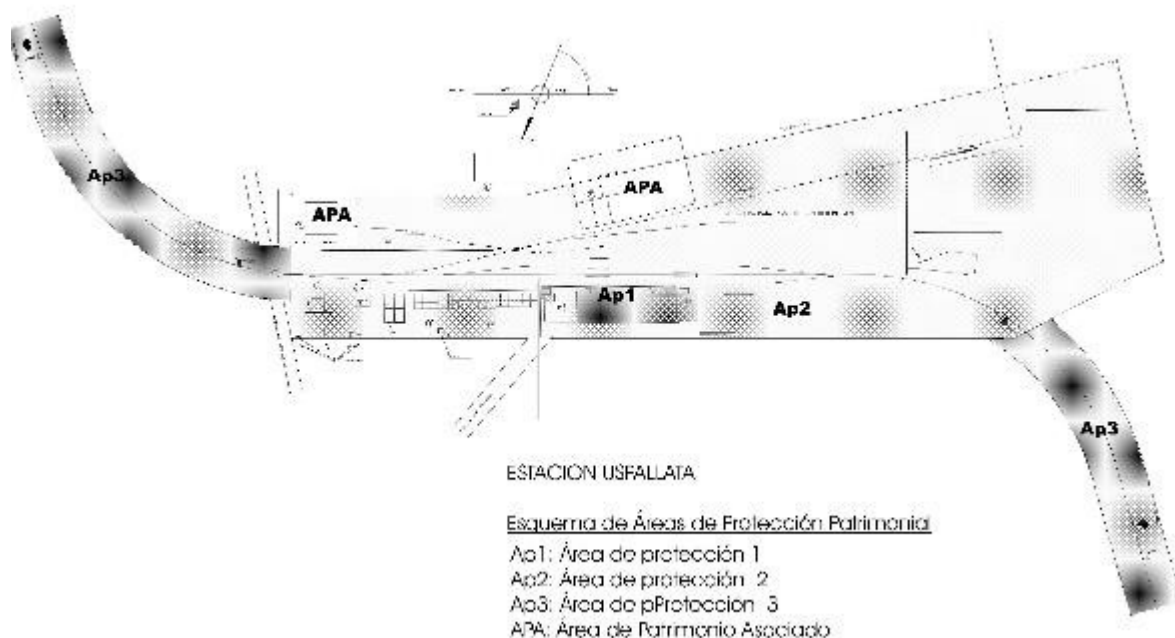 Ap3
APA
APA
Ap1
Ap2
Ap3
ESTACION USPALLATA
Esquema de Áreas de Protección Patrimonial
Ap1: Área de protección 1
Ap2: Área de protección 2
Ap3: Área de pProteccion 3
APA: Área de Patrimonio Asociado